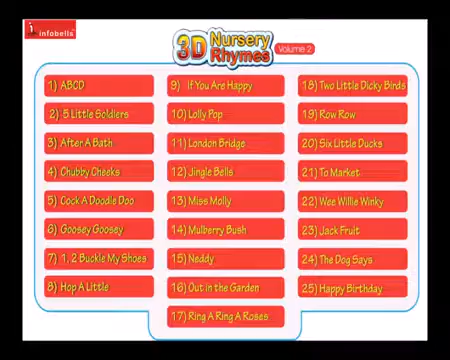 infobells
3D Nursery Rhymes Volume 2
1) ABCD
2) 5 Little Soldiers
3) After A Bath
4) Chubby Cheeks
5) Cock A Doodle Doo
6) Goosey Goosey
7) 1, 2 Buckle My Shoes
8) Hop A Little
9) If You Are Happy
10) Lolly Pop
11) London Bridge
12) Jingle Bells
13) Miss Molly
14) Mulberry Bush
15) Neddy
16) Out in the Garden
17) Ring A Ring A Roses
18) Two Little Dicky Birds
19) Row Row
20) Six Little Ducks
21) To Market
22) Wee Willie Winky
23) Jack Fruit
24) The Dog Says
25) Happy Birthday